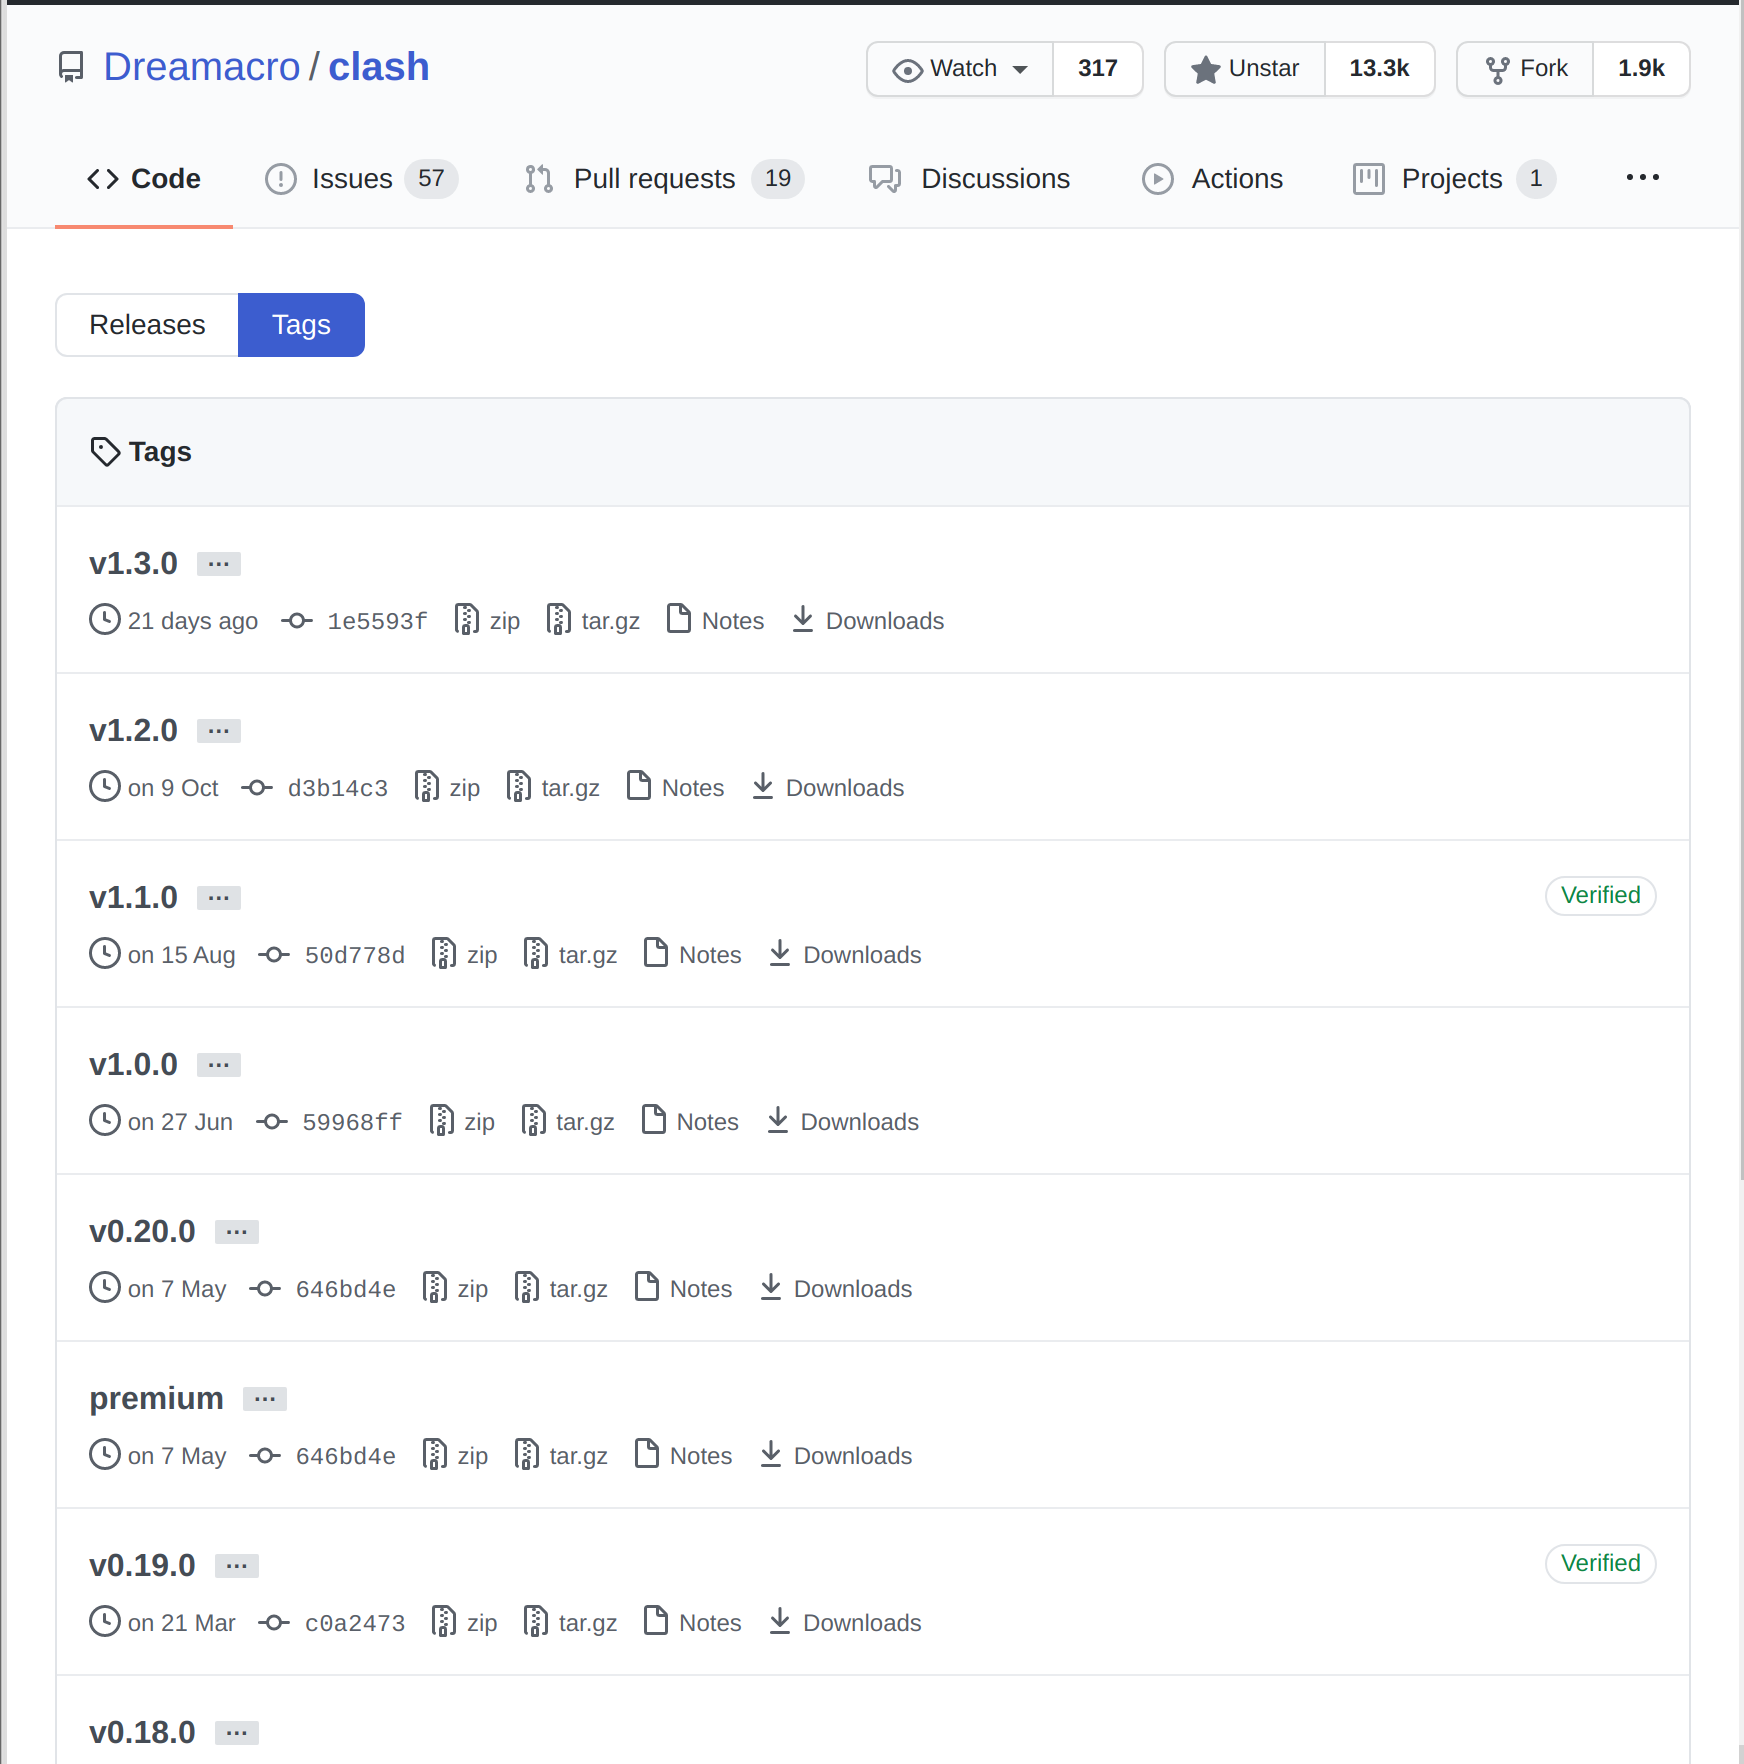 Dreamacro / clash Watch 317 Unstar 13.3k Fork 1.9k
Code Issues 57 Pull requests 19 Discussions Actions Projects 1 ...
Releases Tags
Tags
v1.3.0 ...
21 days ago 1e5593f zip tar.gz Notes Downloads
v1.2.0 ...
on 9 Oct d3b14c3 zip tar.gz Notes Downloads
v1.1.0 ... Verified
on 15 Aug 50d778d zip tar.gz Notes Downloads
v1.0.0 ...
on 27 Jun 59968ff zip tar.gz Notes Downloads
v0.20.0 ...
on 7 May 646bd4e zip tar.gz Notes Downloads
premium ...
on 7 May 646bd4e zip tar.gz Notes Downloads
v0.19.0 ... Verified
on 21 Mar c0a2473 zip tar.gz Notes Downloads
v0.18.0 ...